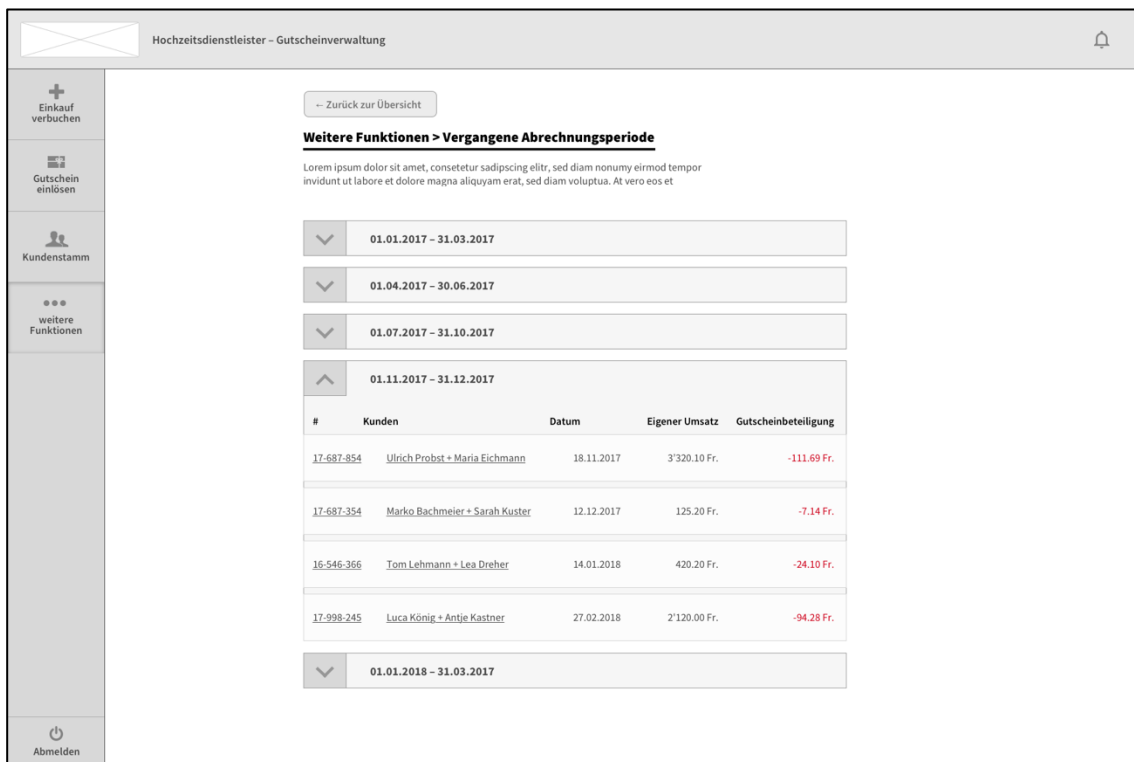 Hochzeitsdienstleister – Gutscheinverwaltung
Einkauf
verbuchen
Gutschein
einlösen
Kundenstamm
weitere
Funktionen
Abmelden
← Zurück zur Übersicht
Weitere Funktionen > Vergangene Abrechnungsperiode
Lorem ipsum dolor sit amet, consetetur sadipscing elitr, sed diam nonumy eirmod tempor
invidunt ut labore et dolore magna aliquyam erat, sed diam voluptua. At vero eos et
01.01.2017 – 31.03.2017
01.04.2017 – 30.06.2017
01.07.2017 – 31.10.2017
01.11.2017 – 31.12.2017
# Kunden Datum Eigener Umsatz Gutscheinbeteiligung
17-687-854 Ulrich Probst + Maria Eichmann 18.11.2017 3'320.10 Fr. -111.69 Fr.
17-687-354 Marko Bachmeier + Sarah Kuster 12.12.2017 125.20 Fr. -7.14 Fr.
16-546-366 Tom Lehmann + Lea Dreher 14.01.2018 420.20 Fr. -24.10 Fr.
17-998-245 Luca König + Antje Kastner 27.02.2018 2'120.00 Fr. -94.28 Fr.
01.01.2018 – 31.03.2017